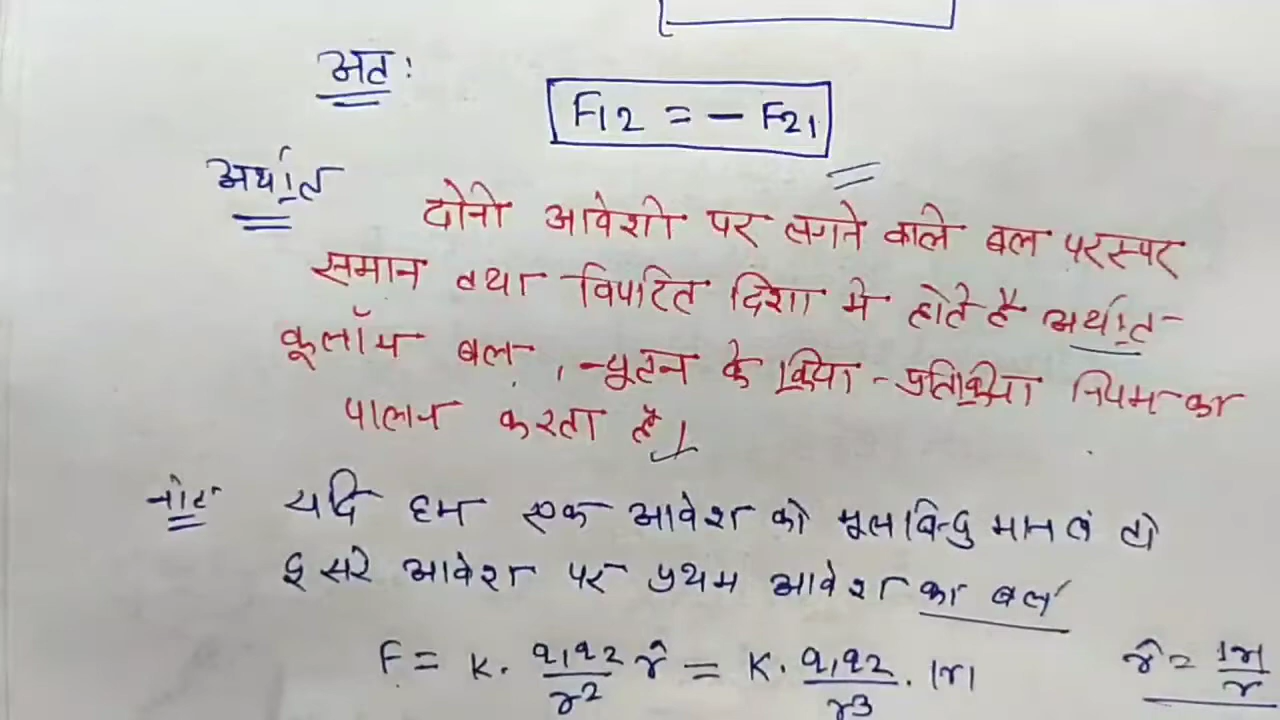 अतः
F12 = - F21
अर्थात
दोनो आवेशो पर लगने वाले बल परस्पर
समान तथा विपरित दिशा मे होते है अर्थात
कूलॉम बल, न्यूटन के क्रिया - प्रतिक्रीया नियम का
पालन करता है।
नोट यदि हम एक आवेश को मूलबिन्दु मानलें तो
दुसरे आवेश पर प्रथम आवेश का बल
F = K. q1q2/r2 r̂ = K. q1q2/r3 . |r| r̂ = |r|/r